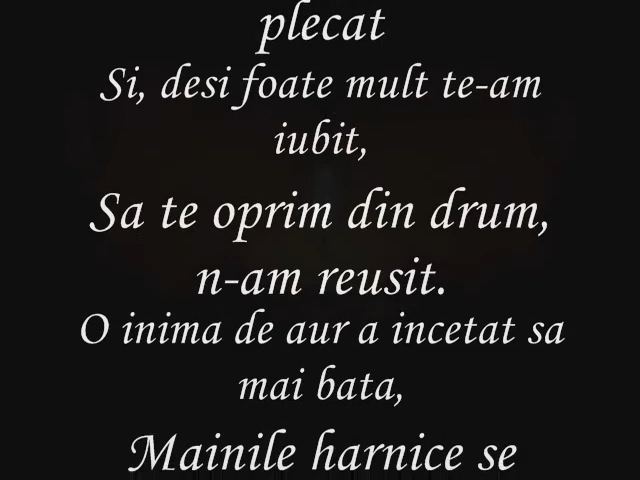 plecat
Si, desi foate mult te-am
iubit,
Sa te oprim din drum,
n-am reusit.
O inima de aur a incetat sa
mai bata,
Mainile harnice se